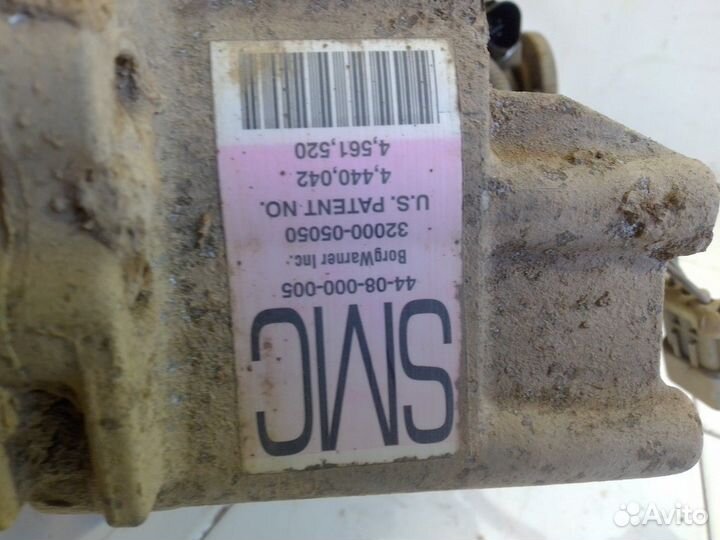 SMC
44-08-000-005
BorgWarner Inc.
32000-05050
U.S. PATENT NO.
4,440,042
4,561,520
Avito